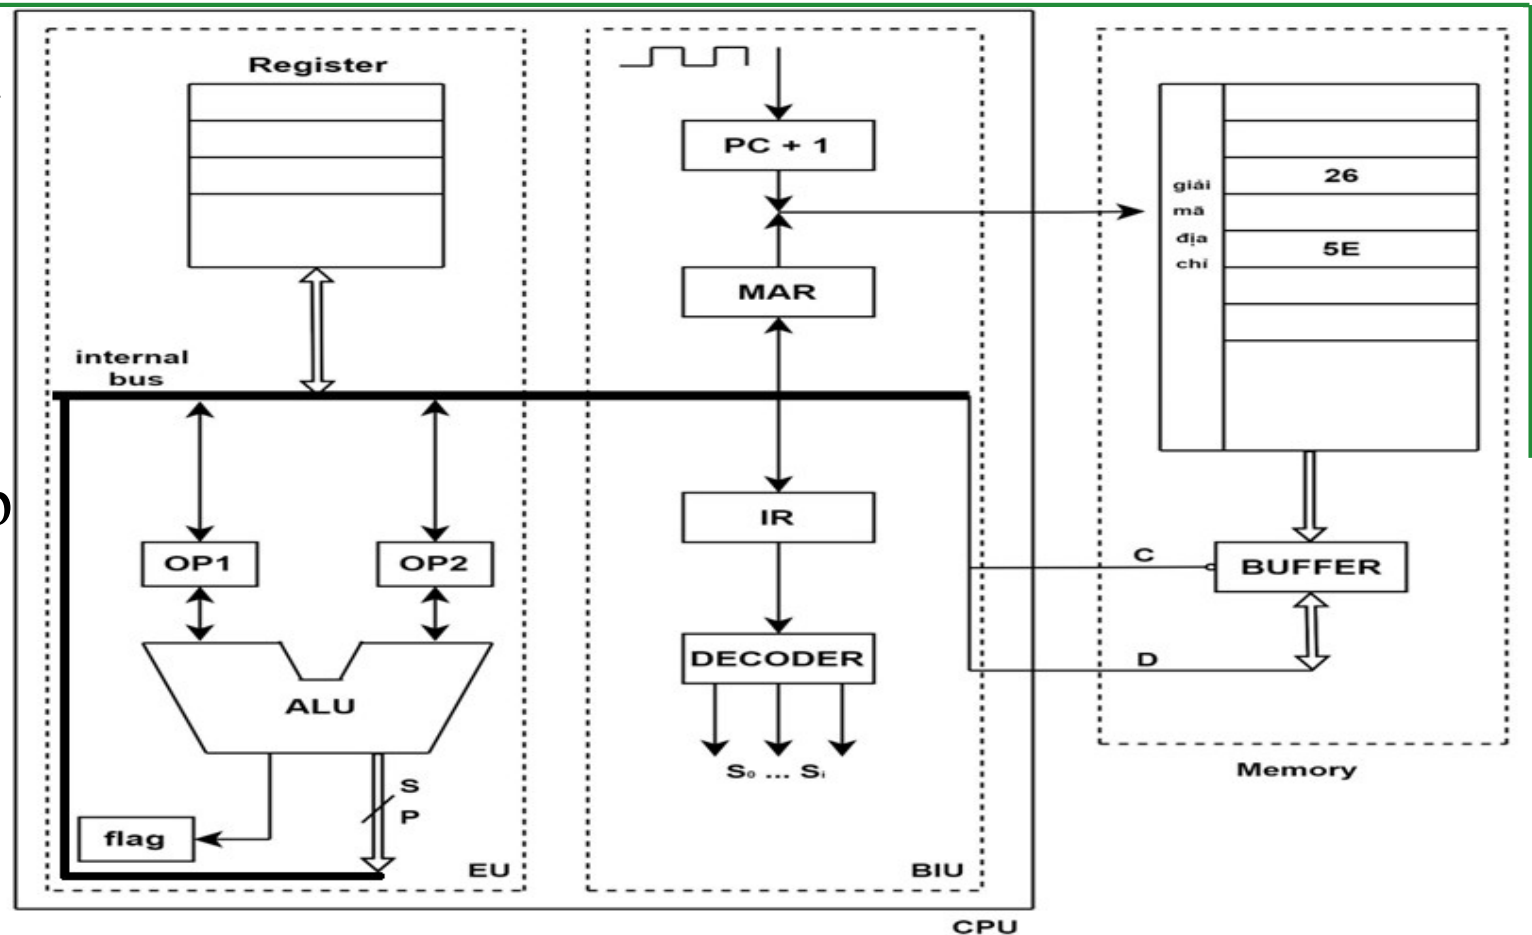 Register
PC + 1
giải
mã
địa
chỉ
26
5E
MAR
internal
bus
OP1
OP2
IR
C
BUFFER
DECODER
D
ALU
S₀ ... Sᵢ
Memory
S
P
flag
EU
BIU
CPU